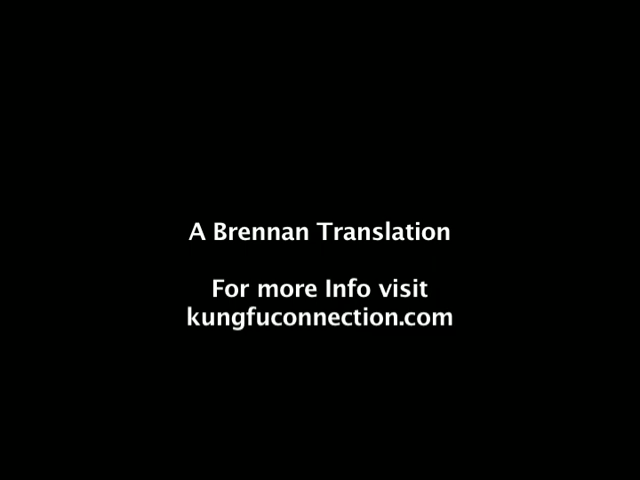 A Brennan Translation
For more Info visit
kungfuconnection.com